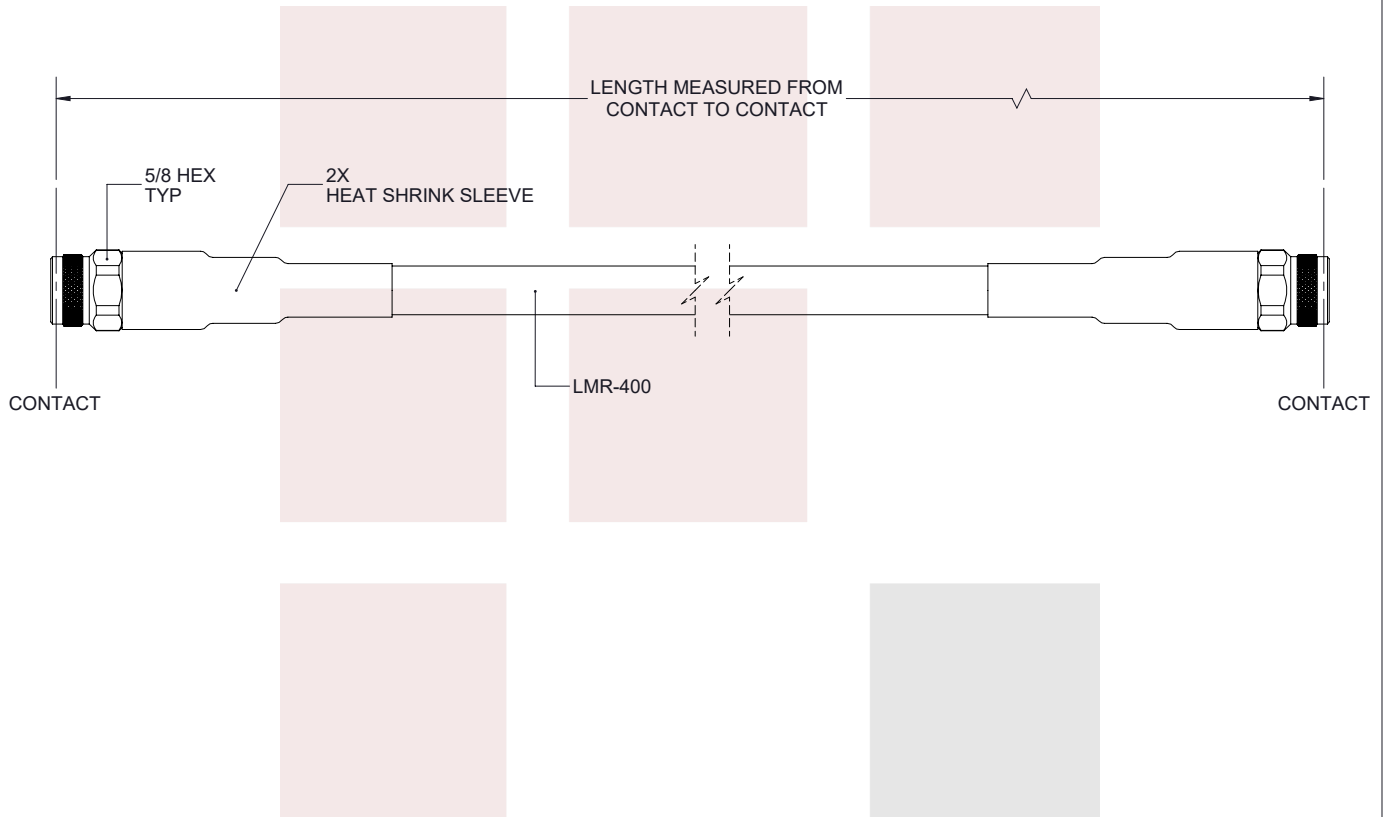 LENGTH MEASURED FROM
CONTACT TO CONTACT
5/8 HEX
TYP
2X
HEAT SHRINK SLEEVE
LMR-400
CONTACT
CONTACT